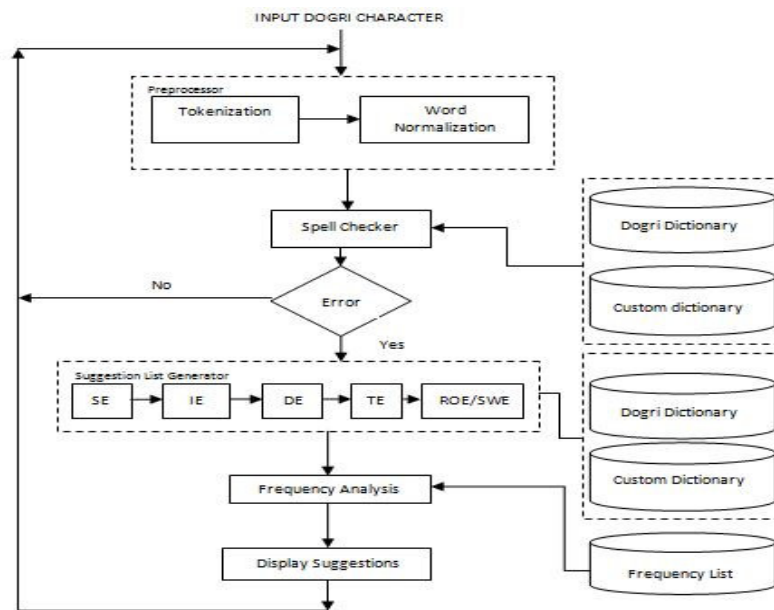 INPUT DOGRI CHARACTER
Preprocessor
Tokenization
Word
Normalization
Spell Checker
Dogri Dictionary
Custom dictionary
No
Error
Yes
Suggestion List Generator
SE
IE
DE
TE
ROE/SWE
Dogri Dictionary
Custom Dictionary
Frequency Analysis
Display Suggestions
Frequency List